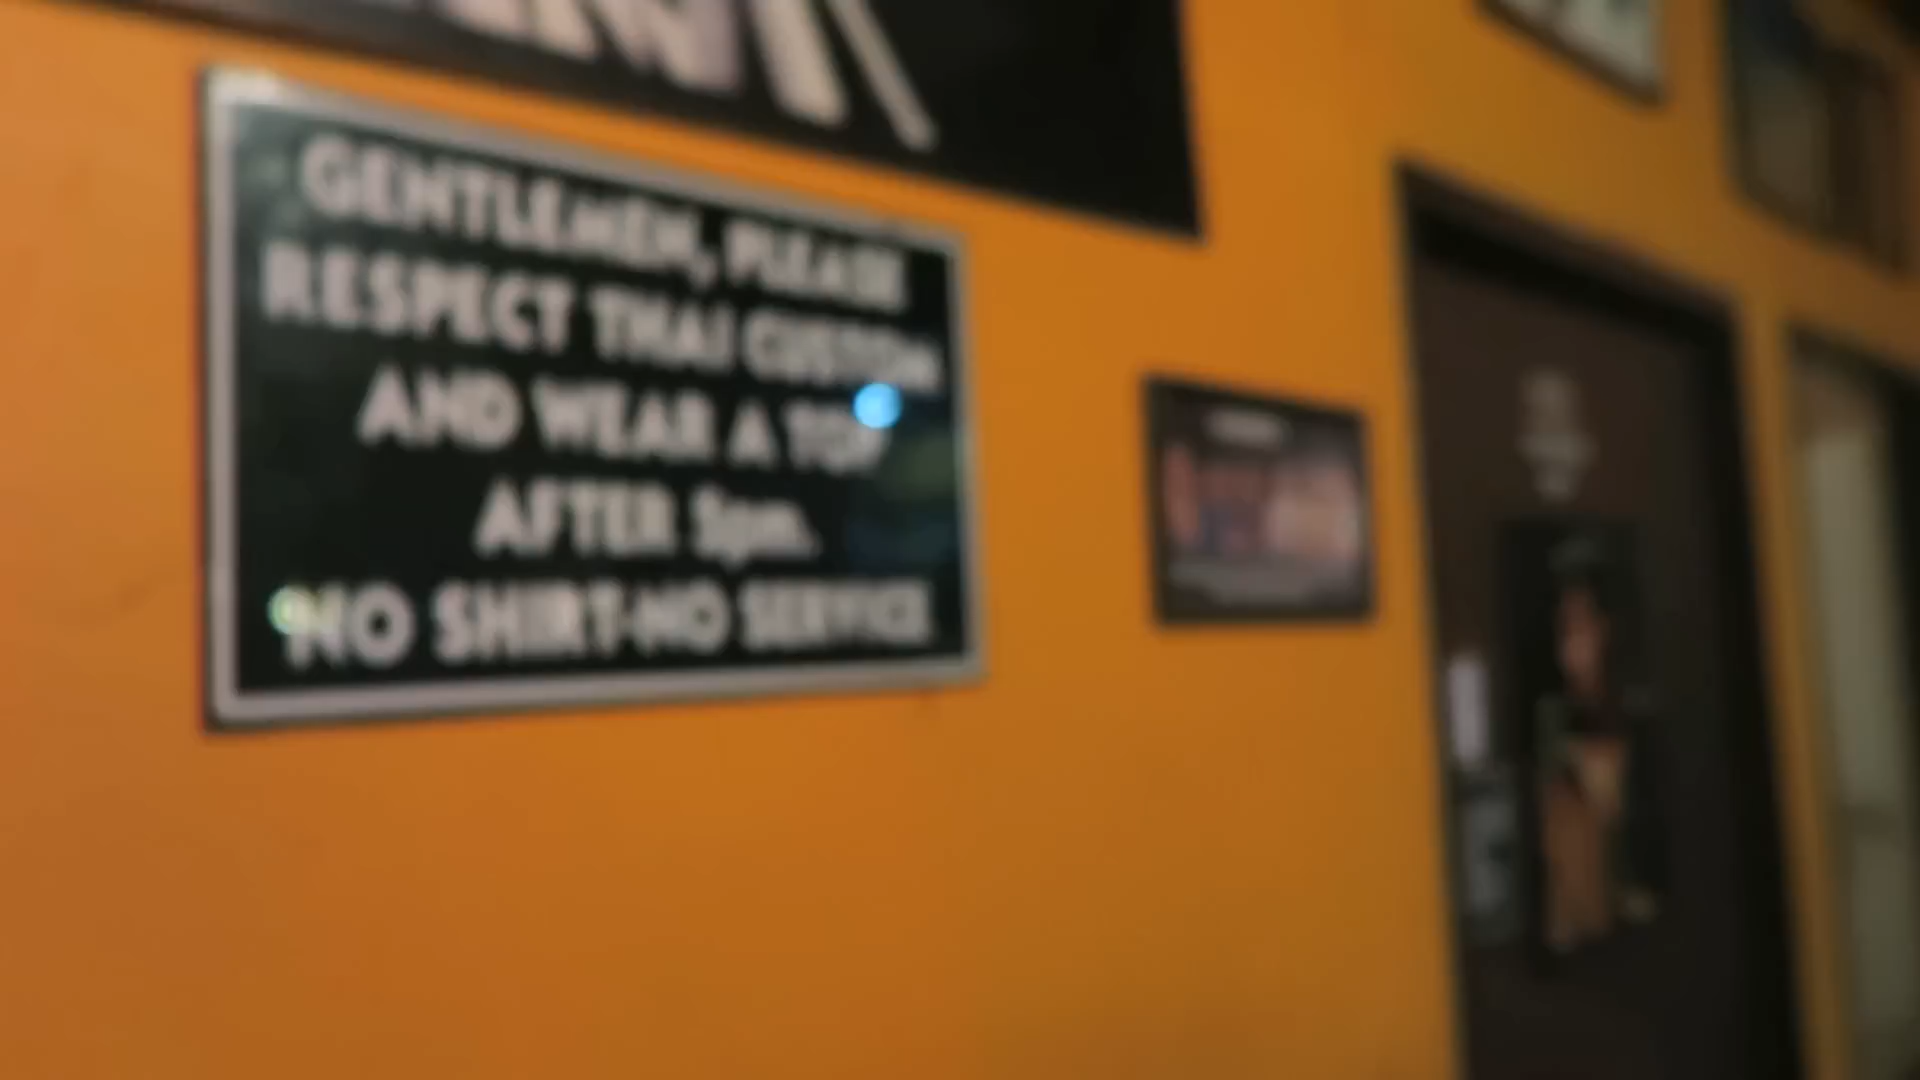 GENTLEMEN, PLEASE
RESPECT THAI CUSTOM
AND WEAR A TOP
AFTER 5pm.
NO SHIRT-NO SERVICE